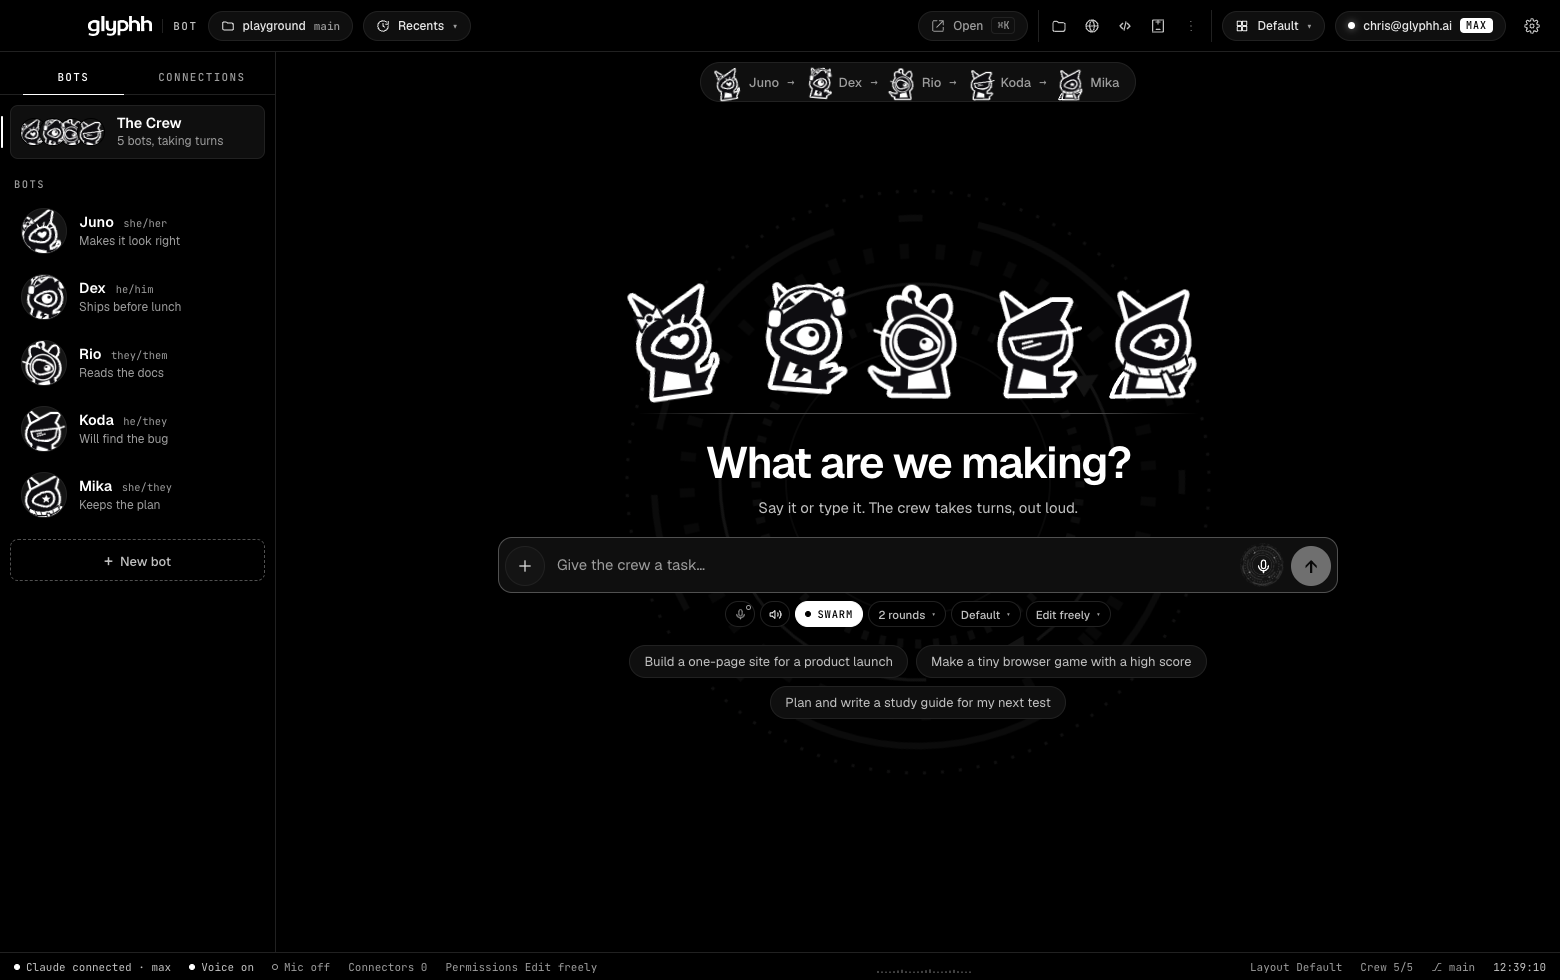 glyphh BOT playground main Recents Open ⌘K Default chris@glyphh.ai MAX
BOTS CONNECTIONS
Juno → Dex → Rio → Koda → Mika
The Crew
5 bots, taking turns
BOTS
Juno she/her
Makes it look right
Dex he/him
Ships before lunch
Rio they/them
Reads the docs
Koda he/they
Will find the bug
Mika she/they
Keeps the plan
+ New bot
What are we making?
Say it or type it. The crew takes turns, out loud.
Give the crew a task...
SWARM 2 rounds Default Edit freely
Build a one-page site for a product launch Make a tiny browser game with a high score
Plan and write a study guide for my next test
Claude connected · max Voice on Mic off Connectors 0 Permissions Edit freely Layout Default Crew 5/5 main 12:39:10